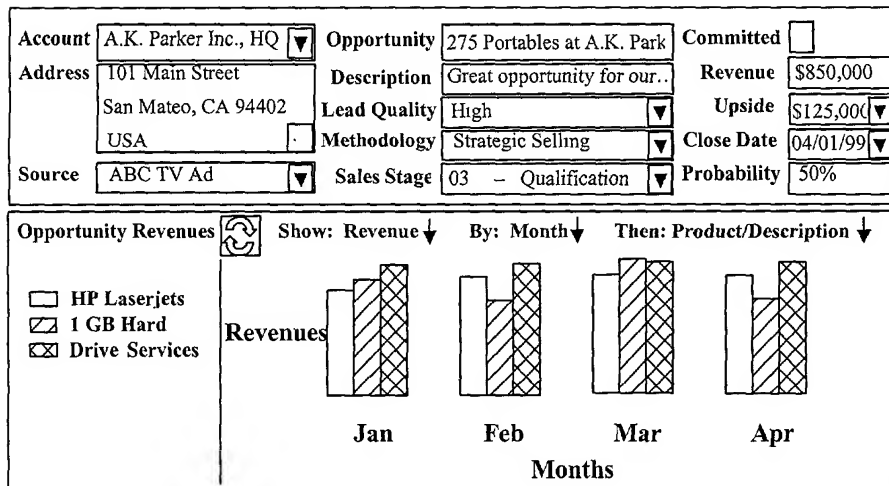 Account A.K. Parker Inc., HQ Opportunity 275 Portables at A.K. Park Committed
Address 101 Main Street Description Great opportunity for our.. Revenue $850,000
San Mateo, CA 94402 Lead Quality High Upside $125,000
USA Methodology Strategic Selling Close Date 04/01/99
Source ABC TV Ad Sales Stage 03 – Qualification Probability 50%
Opportunity Revenues Show: Revenue By: Month Then: Product/Description
HP Laserjets
1 GB Hard
Drive Services
Revenues
Jan Feb Mar Apr
Months